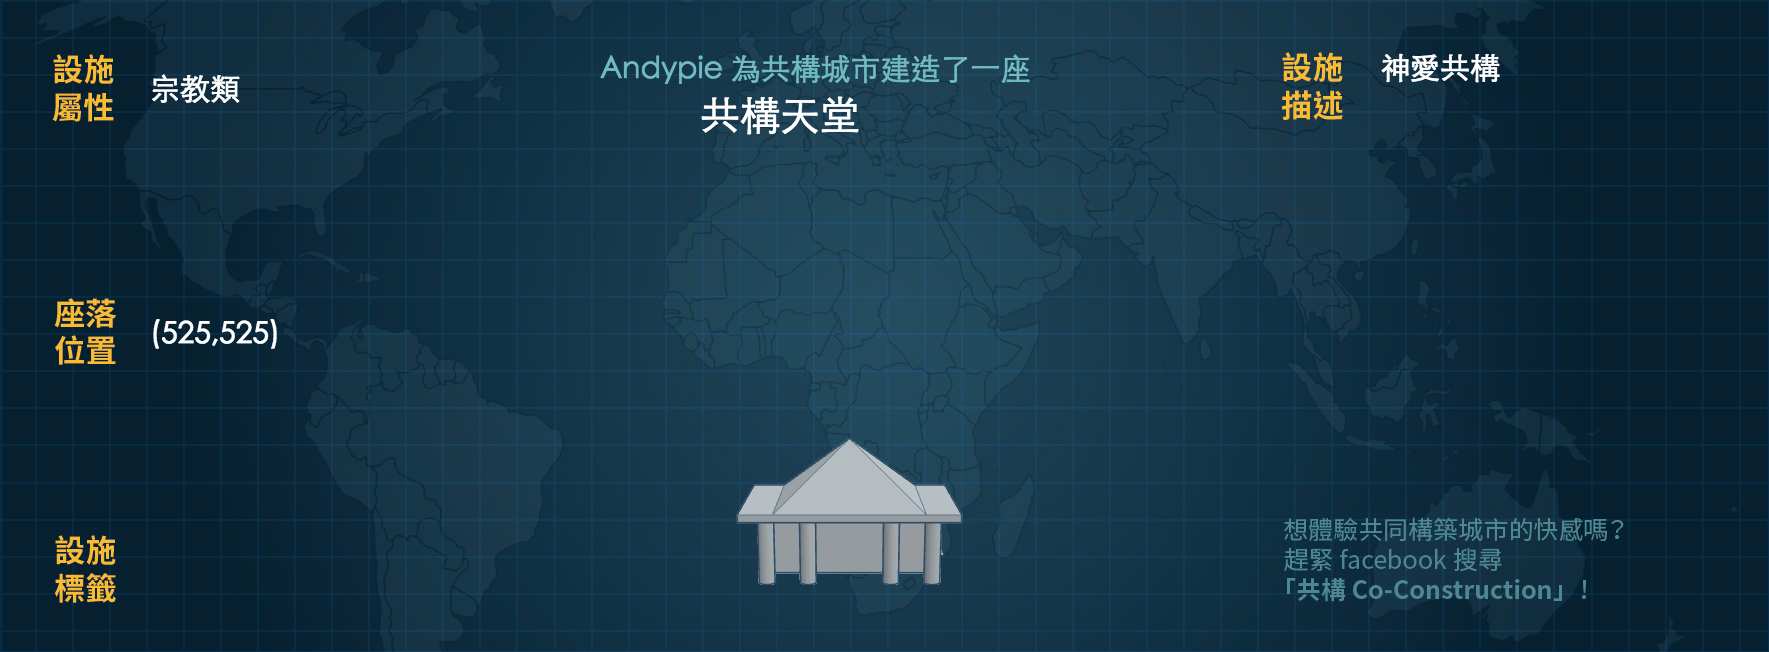 設施
屬性
宗教類
Andypie 為共構城市建造了一座
共構天堂
設施
描述
神愛共構
座落
位置
(525,525)
設施
標籤
想體驗共同構築城市的快感嗎?
趕緊 facebook 搜尋
「共構 Co-Construction」!